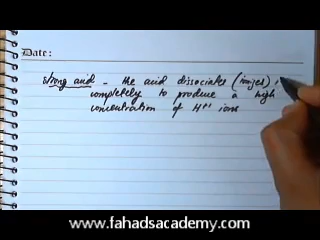 Date:
strong acid - the acid dissociates (ionizes)
completely to produce a high
concentration of H+ ions
www.fahadsacademy.com